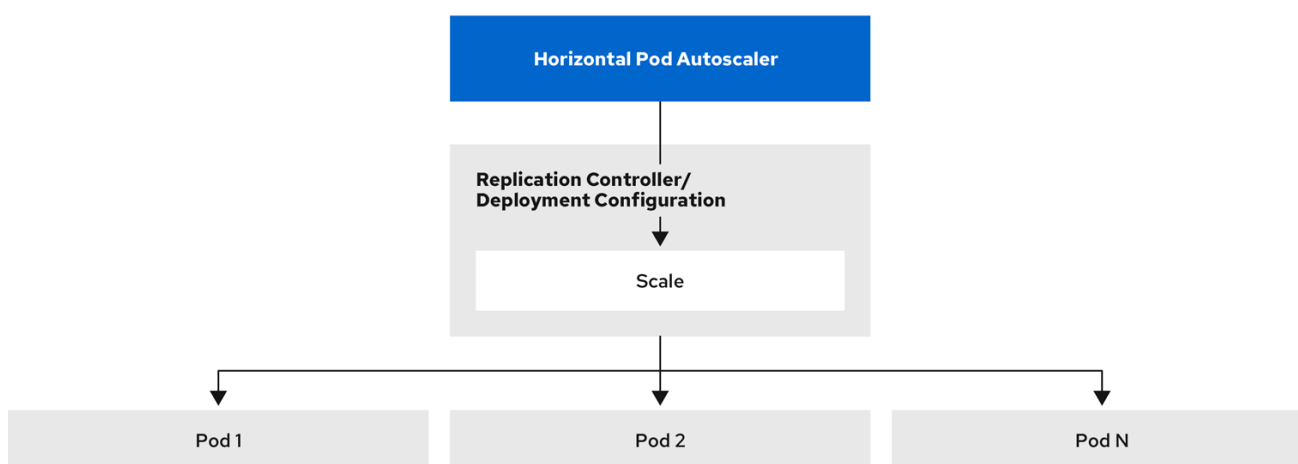 Horizontal Pod Autoscaler
Replication Controller/
Deployment Configuration
Scale
Pod 1
Pod 2
Pod N